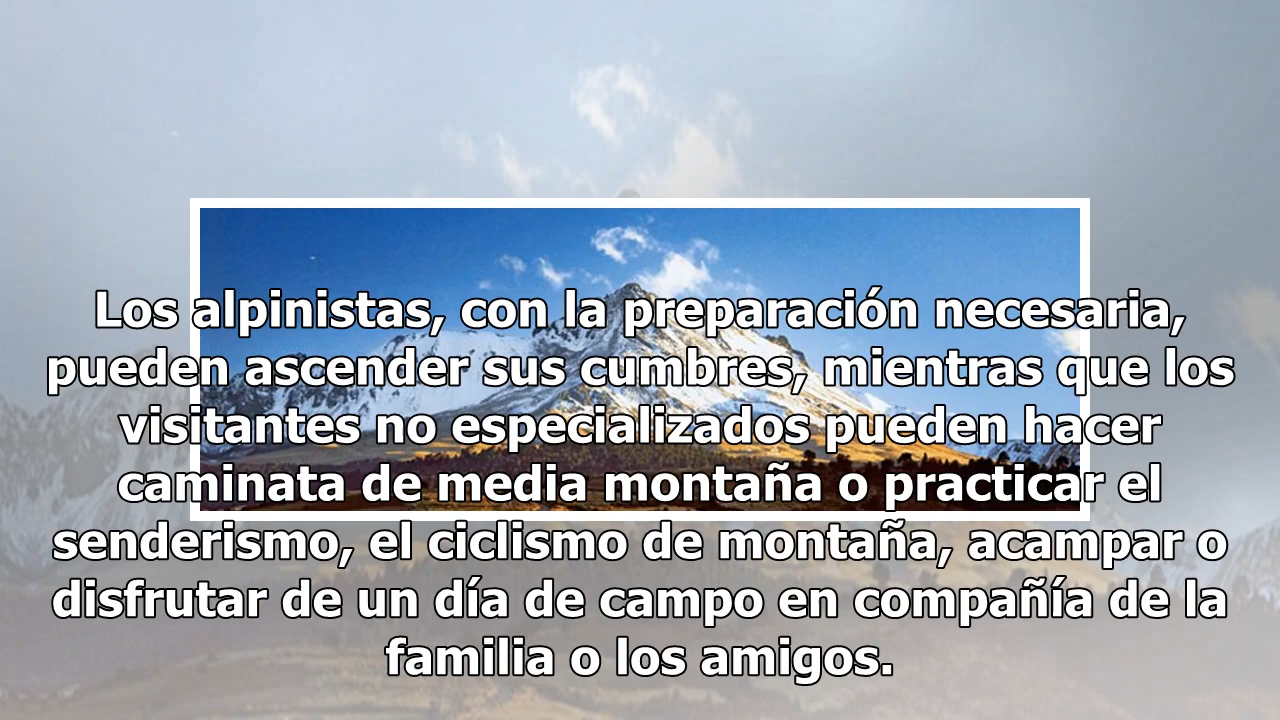 Los alpinistas, con la preparación necesaria,
pueden ascender sus cumbres, mientras que los
visitantes no especializados pueden hacer
caminata de media montaña o practicar el
senderismo, el ciclismo de montaña, acampar o
disfrutar de un día de campo en compañía de la
familia o los amigos.